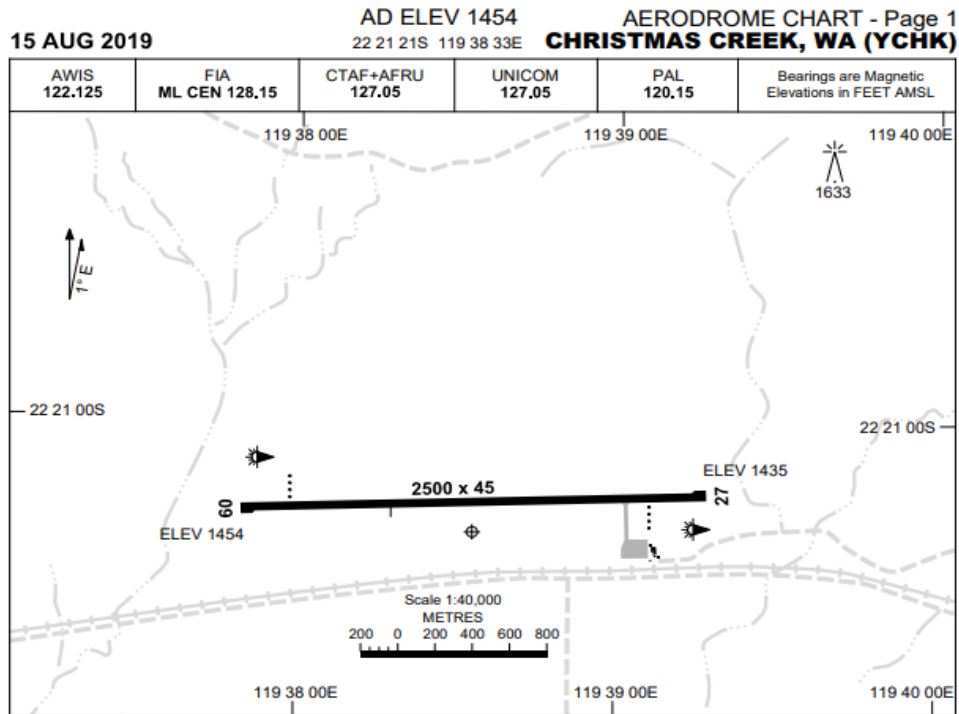 AD ELEV 1454
AERODROME CHART - Page 1
15 AUG 2019
22 21 21S 119 38 33E
CHRISTMAS CREEK, WA (YCHK)
AWIS
122.125
FIA
ML CEN 128.15
CTAF+AFRU
127.05
UNICOM
127.05
PAL
120.15
Bearings are Magnetic
Elevations in FEET AMSL
119 38 00E
119 39 00E
119 40 00E
1633
1° E
22 21 00S
22 21 00S
ELEV 1435
2500 x 45
09
27
ELEV 1454
Scale 1:40,000
METRES
200 0 200 400 600 800
119 38 00E
119 39 00E
119 40 00E